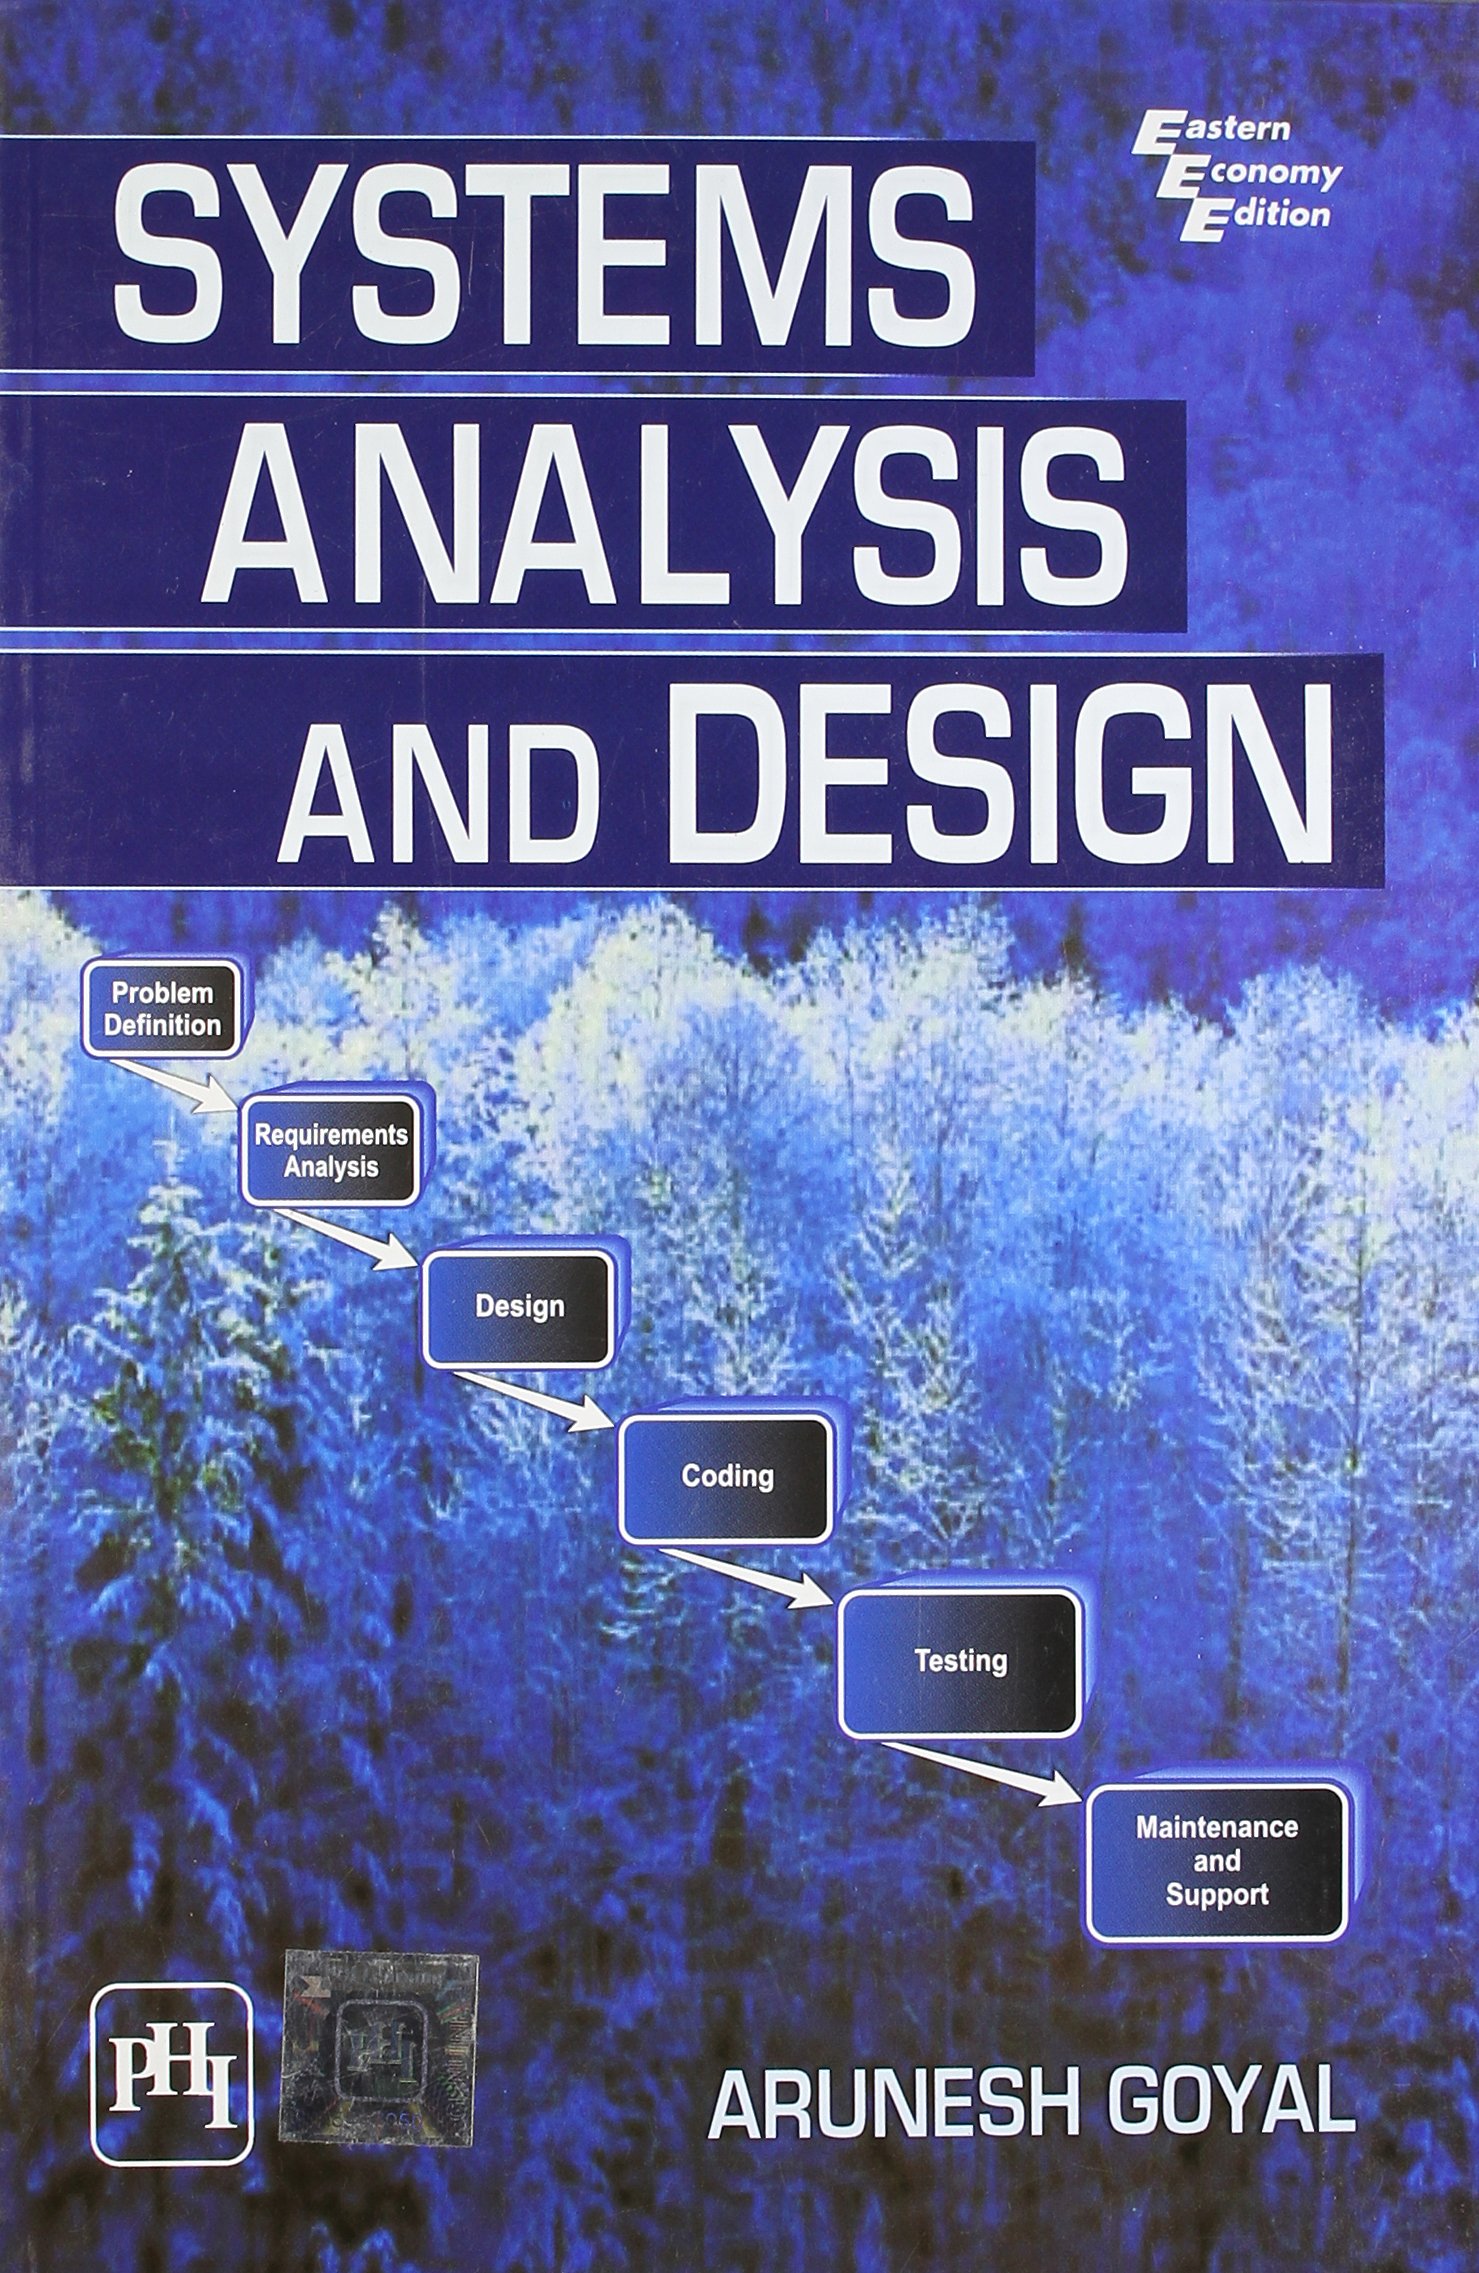 Eastern
Economy
Edition
SYSTEMS
ANALYSIS
AND DESIGN
Problem
Definition
Requirements
Analysis
Design
Coding
Testing
Maintenance
and
Support
PHI
PHI
ARUNESH GOYAL